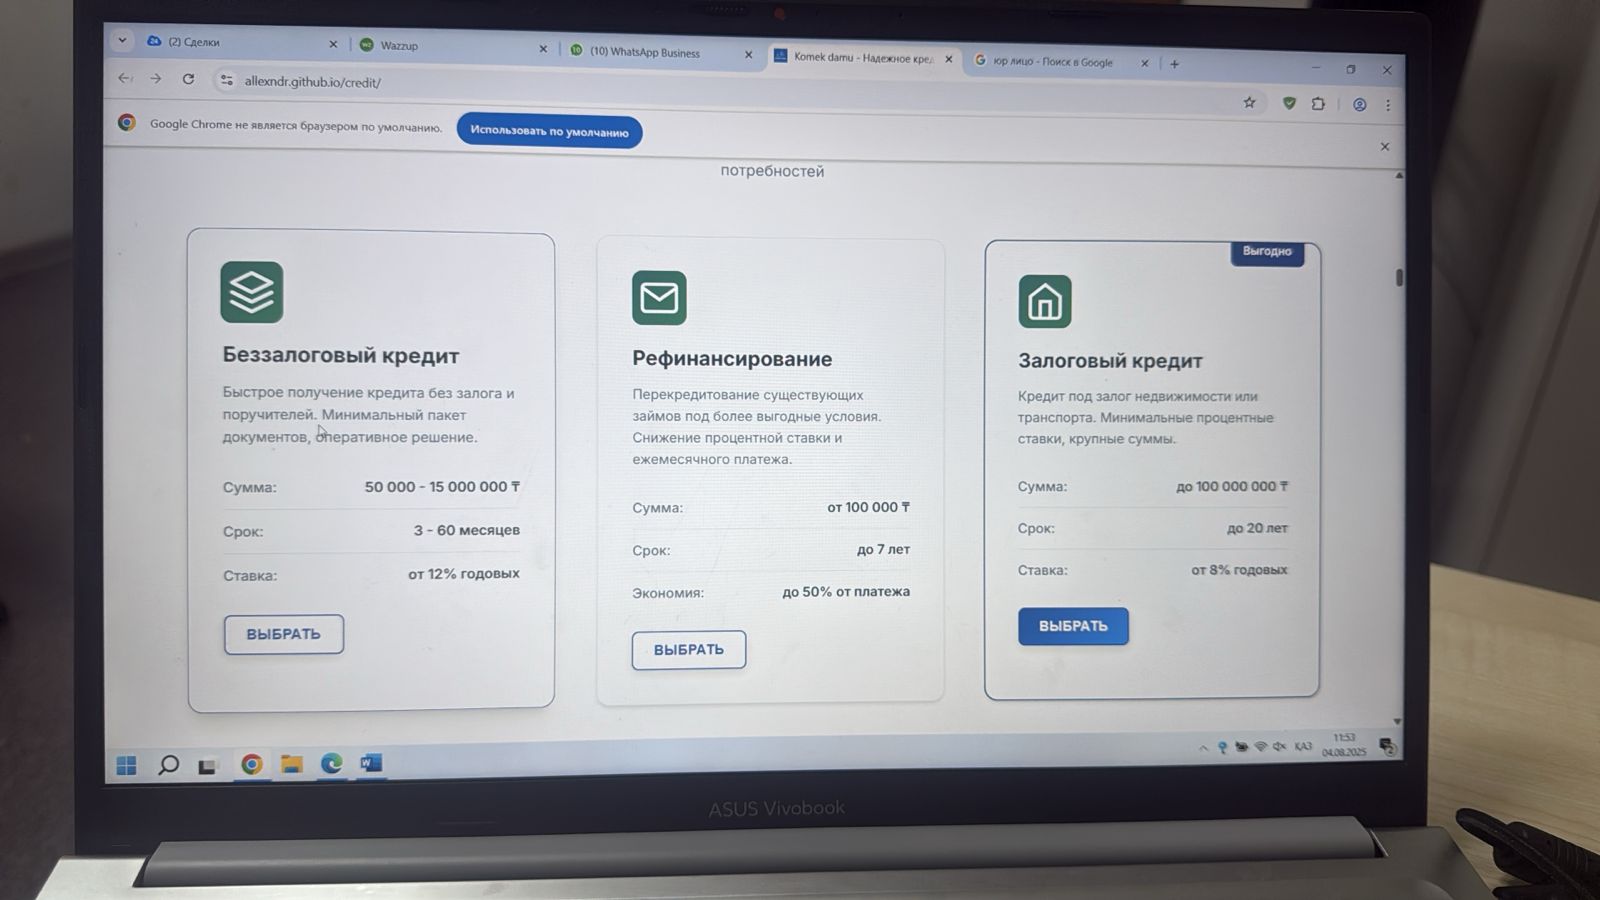 (2) Сделки
Wazzup
(10) WhatsApp Business
Komek damu - Надежное кред
юр лицо - Поиск в Google
allexndr.github.io/credit/
Google Chrome не является браузером по умолчанию.
Использовать по умолчанию
потребностей
Беззалоговый кредит
Быстрое получение кредита без залога и
поручителей. Минимальный пакет
документов, оперативное решение.
Сумма: 50 000 - 15 000 000 ₸
Срок: 3 - 60 месяцев
Ставка: от 12% годовых
ВЫБРАТЬ
Рефинансирование
Перекредитование существующих
займов под более выгодные условия.
Снижение процентной ставки и
ежемесячного платежа.
Сумма: от 100 000 ₸
Срок: до 7 лет
Экономия: до 50% от платежа
ВЫБРАТЬ
Выгодно
Залоговый кредит
Кредит под залог недвижимости или
транспорта. Минимальные процентные
ставки, крупные суммы.
Сумма: до 100 000 000 ₸
Срок: до 20 лет
Ставка: от 8% годовых
ВЫБРАТЬ
ҚАЗ
11:53
04.08.2025
ASUS Vivobook